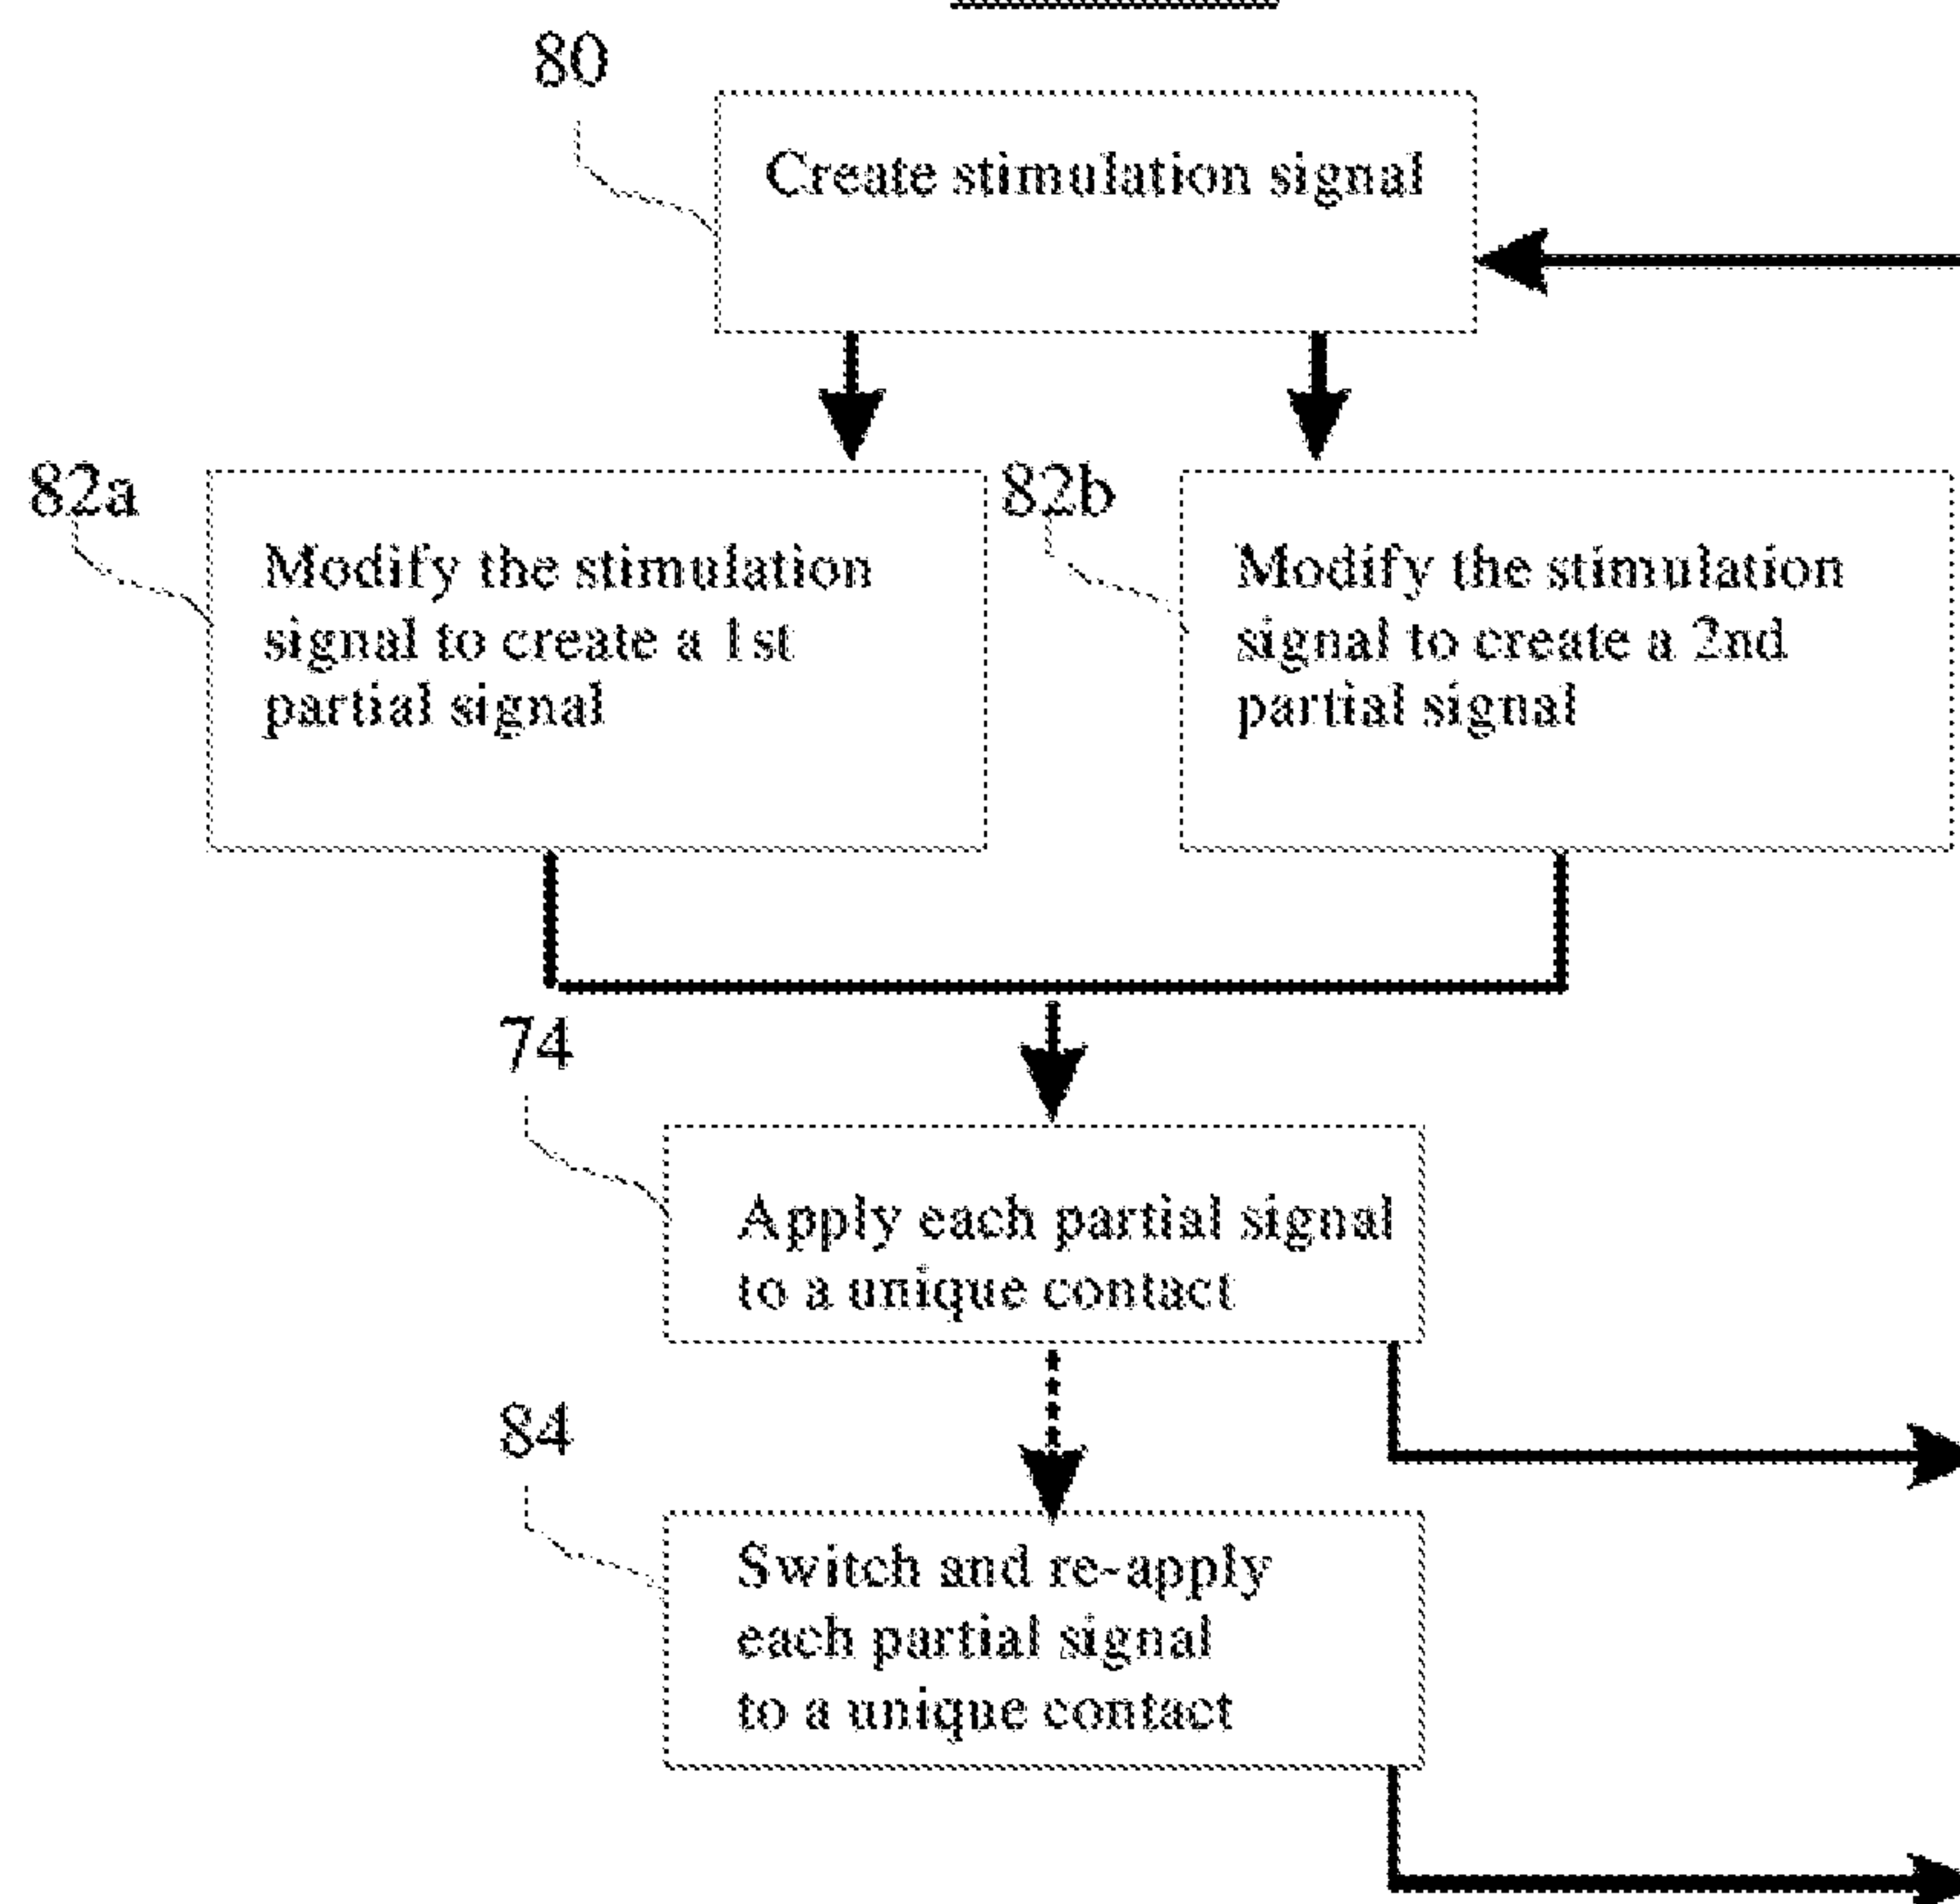 80
Create stimulation signal
82a
Modify the stimulation
signal to create a 1st
partial signal
82b
Modify the stimulation
signal to create a 2nd
partial signal
74
Apply each partial signal
to a unique contact
84
Switch and re-apply
each partial signal
to a unique contact